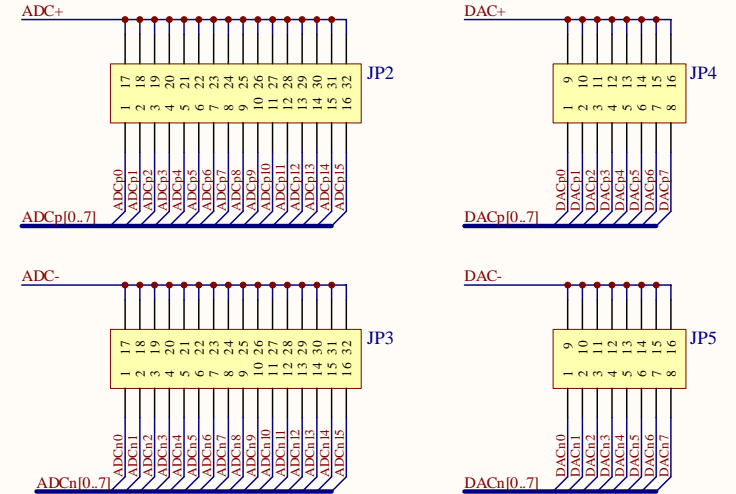 ADC+
DAC+
17 18 19 20 21 22 23 24 25 26 27 28 29 30 31 32
JP2
9 10 11 12 13 14 15 16
JP4
1 2 3 4 5 6 7 8 9 10 11 12 13 14 15 16
1 2 3 4 5 6 7 8
ADCp0 ADCp1 ADCp2 ADCp3 ADCp4 ADCp5 ADCp6 ADCp7 ADCp8 ADCp9 ADCp10 ADCp11 ADCp12 ADCp13 ADCp14 ADCp15
DACp0 DACp1 DACp2 DACp3 DACp4 DACp5 DACp6 DACp7
ADCp[0..7]
DACp[0..7]
ADC-
DAC-
17 18 19 20 21 22 23 24 25 26 27 28 29 30 31 32
JP3
9 10 11 12 13 14 15 16
JP5
1 2 3 4 5 6 7 8 9 10 11 12 13 14 15 16
1 2 3 4 5 6 7 8
ADCn0 ADCn1 ADCn2 ADCn3 ADCn4 ADCn5 ADCn6 ADCn7 ADCn8 ADCn9 ADCn10 ADCn11 ADCn12 ADCn13 ADCn14 ADCn15
DACn0 DACn1 DACn2 DACn3 DACn4 DACn5 DACn6 DACn7
ADCn[0..7]
DACn[0..7]